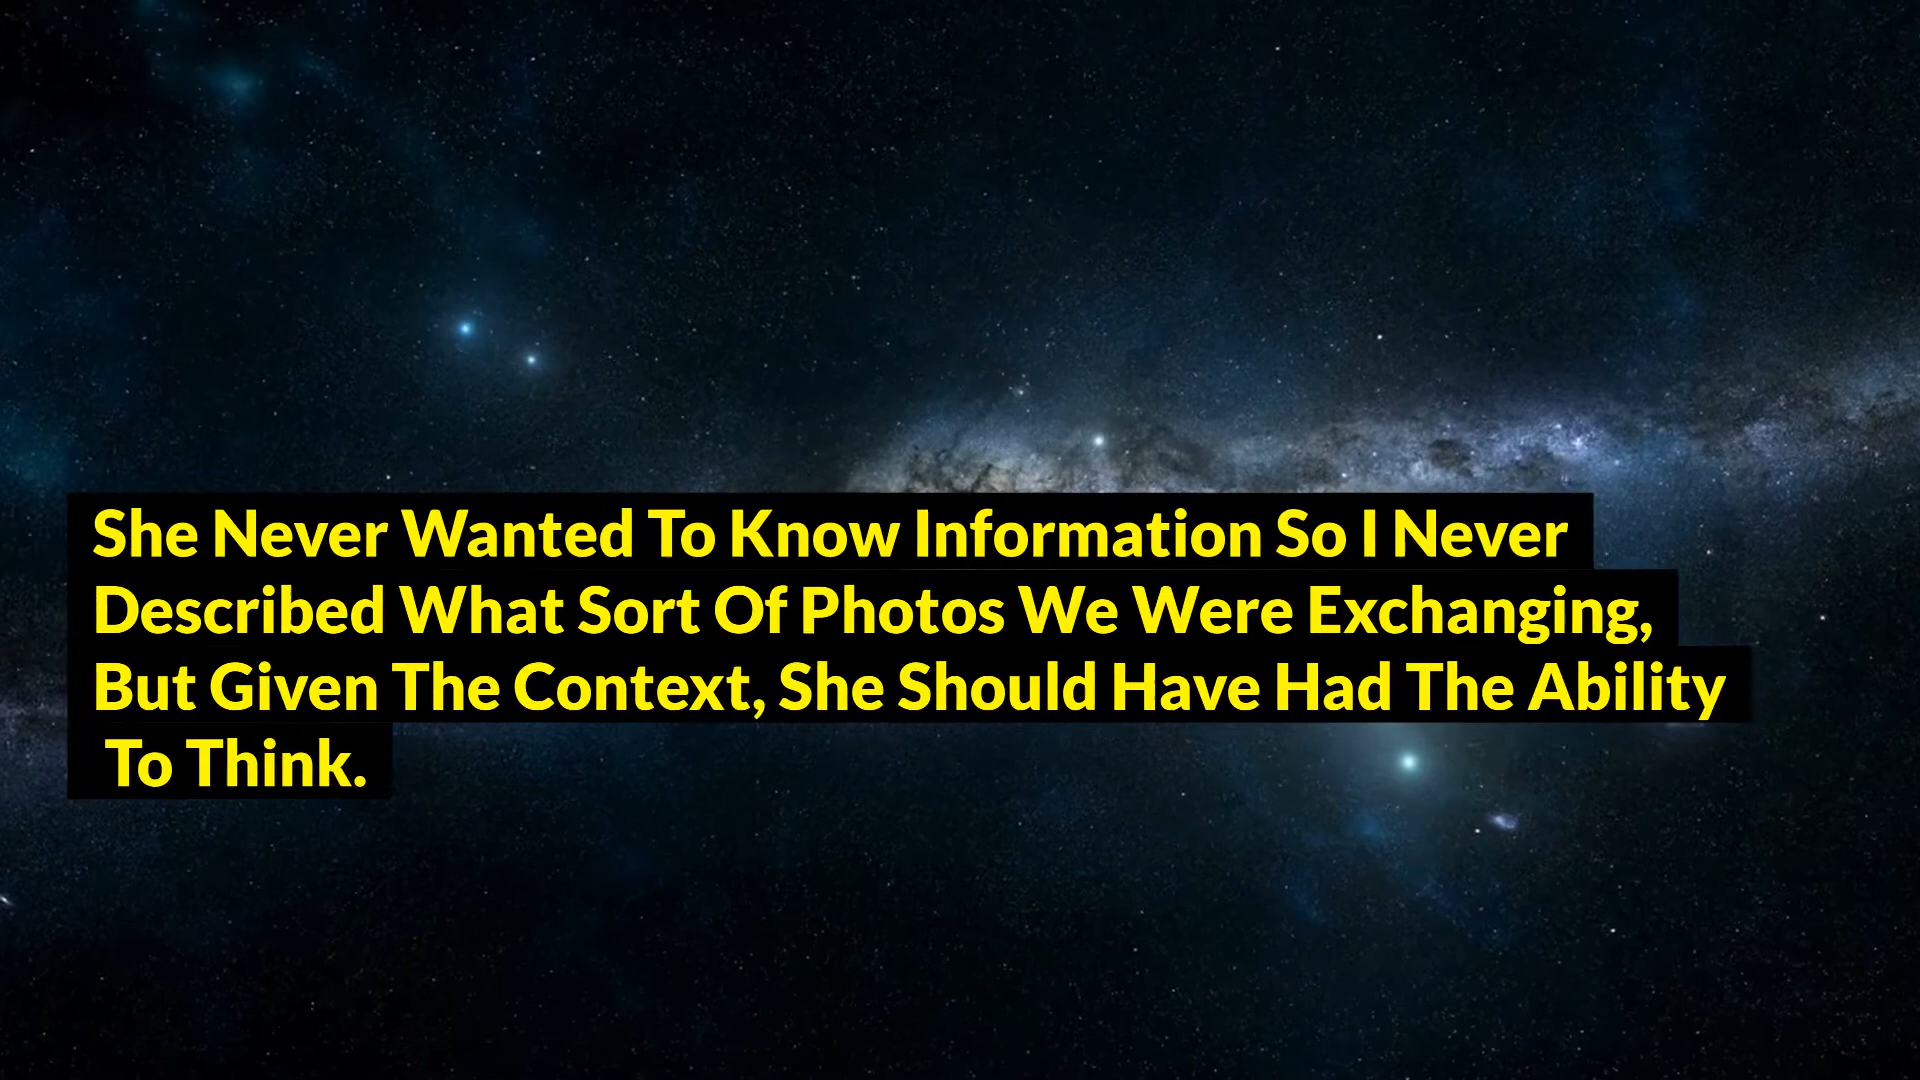 She Never Wanted To Know Information So I Never
Described What Sort Of Photos We Were Exchanging,
But Given The Context, She Should Have Had The Ability
To Think.